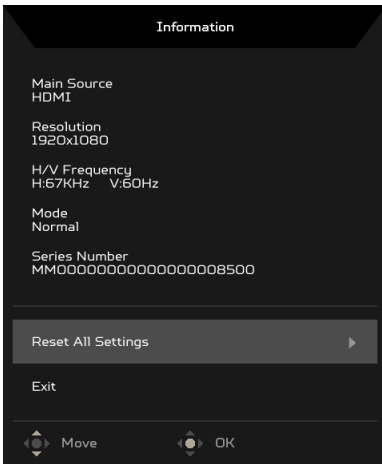 Information
Main Source
HDMI
Resolution
1920x1080
H/V Frequency
H:67KHz V:60Hz
Mode
Normal
Series Number
MM00000000000000008500
Reset All Settings
Exit
Move OK